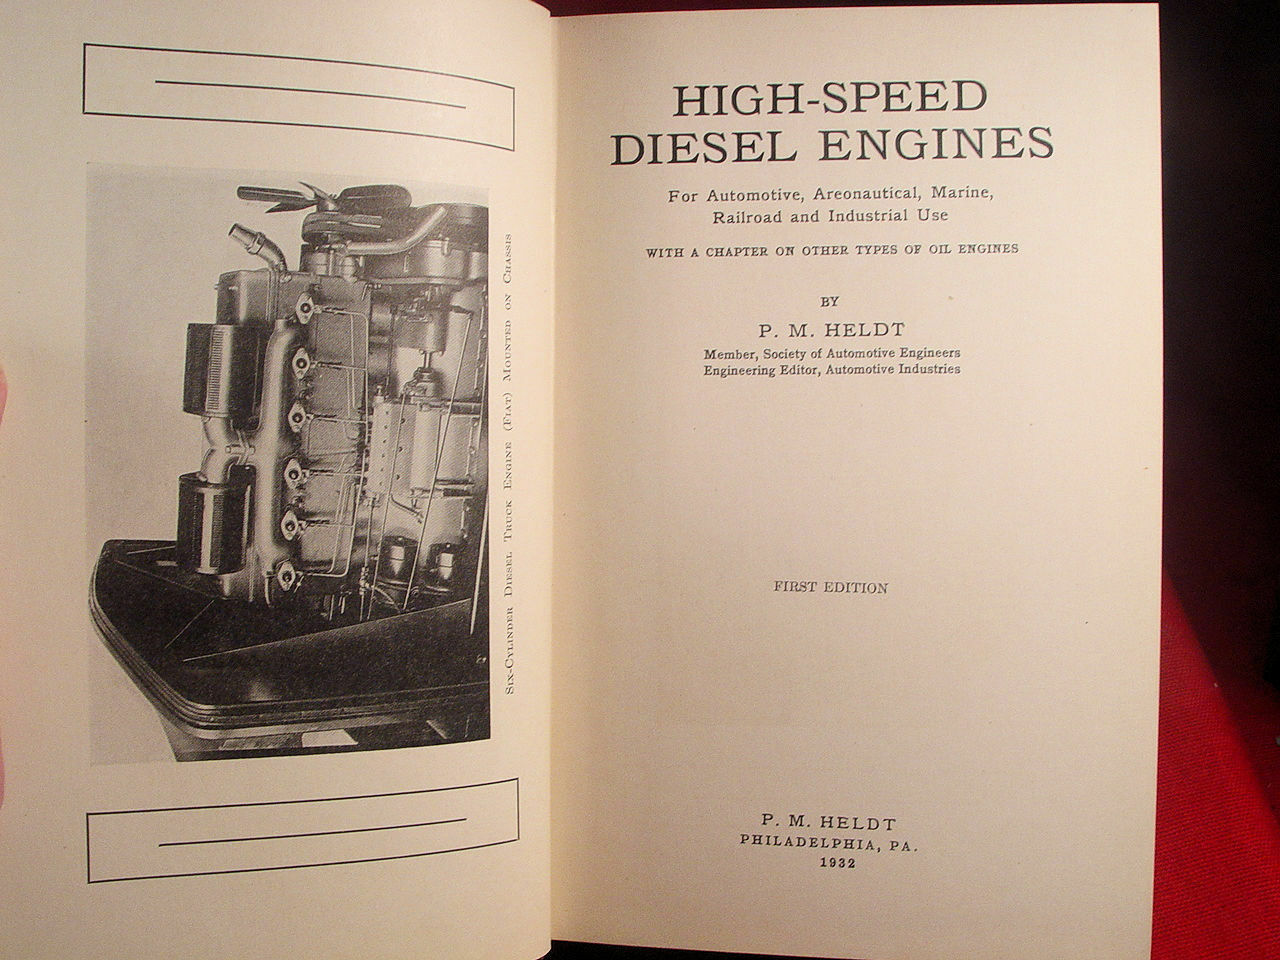 Six-Cylinder Diesel Truck Engine (Fiat) Mounted on Chassis
HIGH-SPEED
DIESEL ENGINES
For Automotive, Areonautical, Marine,
Railroad and Industrial Use
WITH A CHAPTER ON OTHER TYPES OF OIL ENGINES
BY
P. M. HELDT
Member, Society of Automotive Engineers
Engineering Editor, Automotive Industries
FIRST EDITION
P. M. HELDT
PHILADELPHIA, PA.
1932